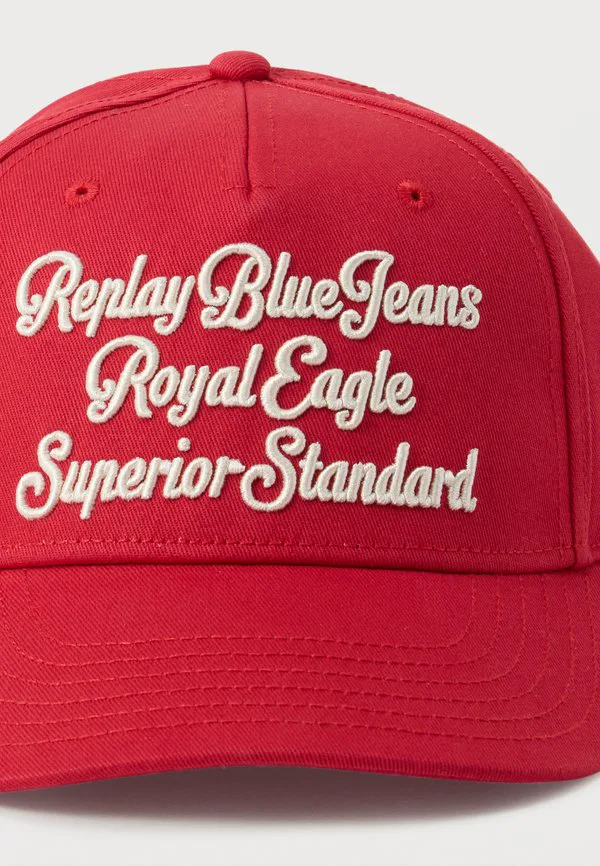 Replay Blue Jeans
Royal Eagle
Superior Standard